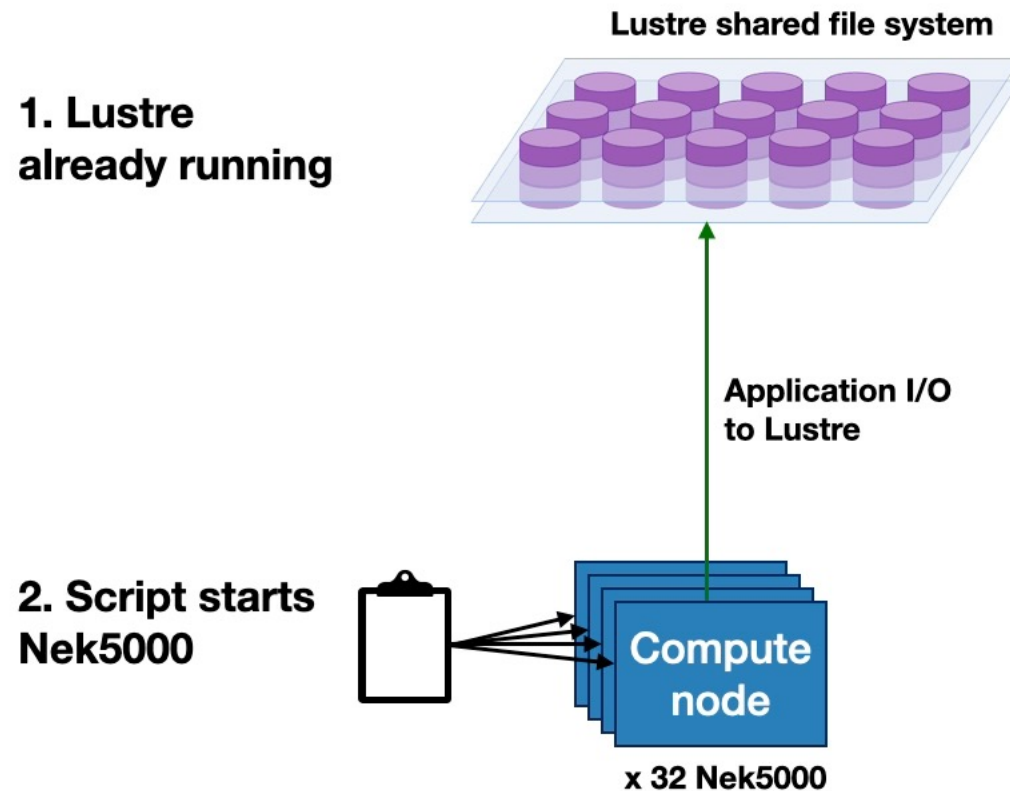 Lustre shared file system
1. Lustre
already running
Application I/O
to Lustre
2. Script starts
Nek5000
Compute
node
x 32 Nek5000